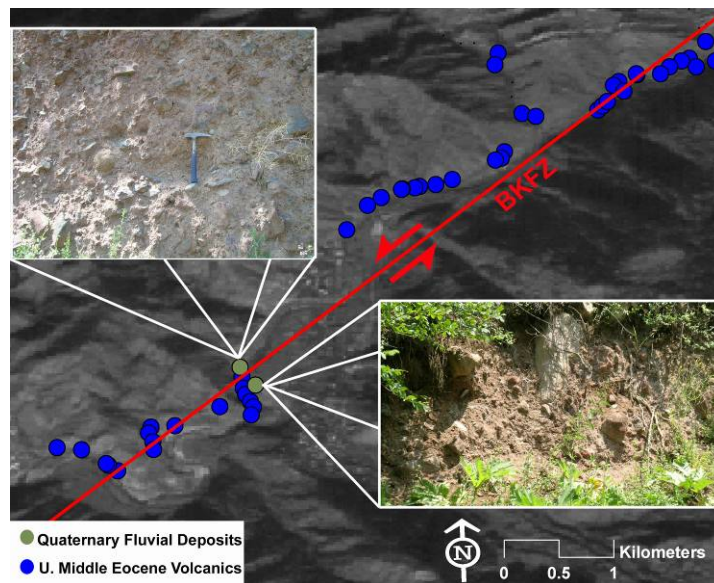 BKFZ
Quaternary Fluvial Deposits
U. Middle Eocene Volcanics
N
0 0.5 1 Kilometers